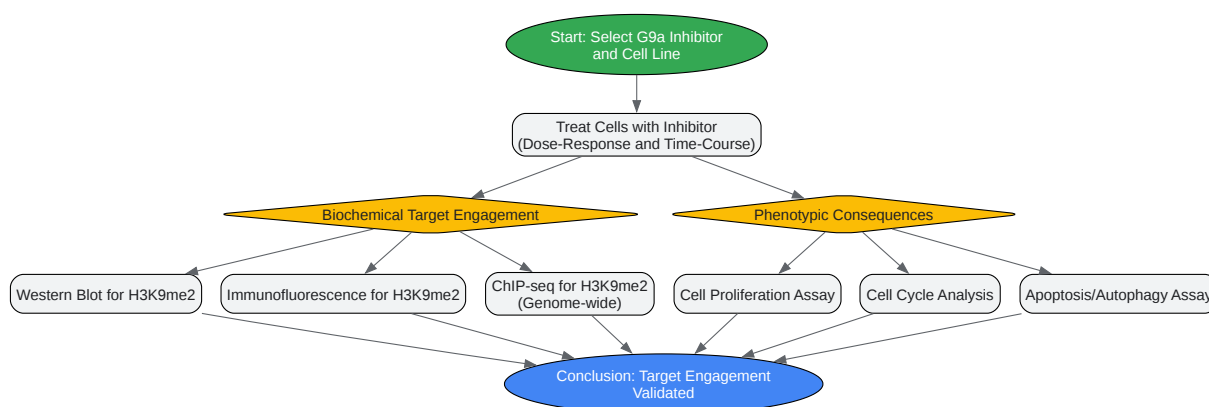 Start: Select G9a Inhibitor
and Cell Line
Treat Cells with Inhibitor
(Dose-Response and Time-Course)
Biochemical Target Engagement
Phenotypic Consequences
Western Blot for H3K9me2
Immunofluorescence for H3K9me2
ChIP-seq for H3K9me2
(Genome-wide)
Cell Proliferation Assay
Cell Cycle Analysis
Apoptosis/Autophagy Assay
Conclusion: Target Engagement
Validated